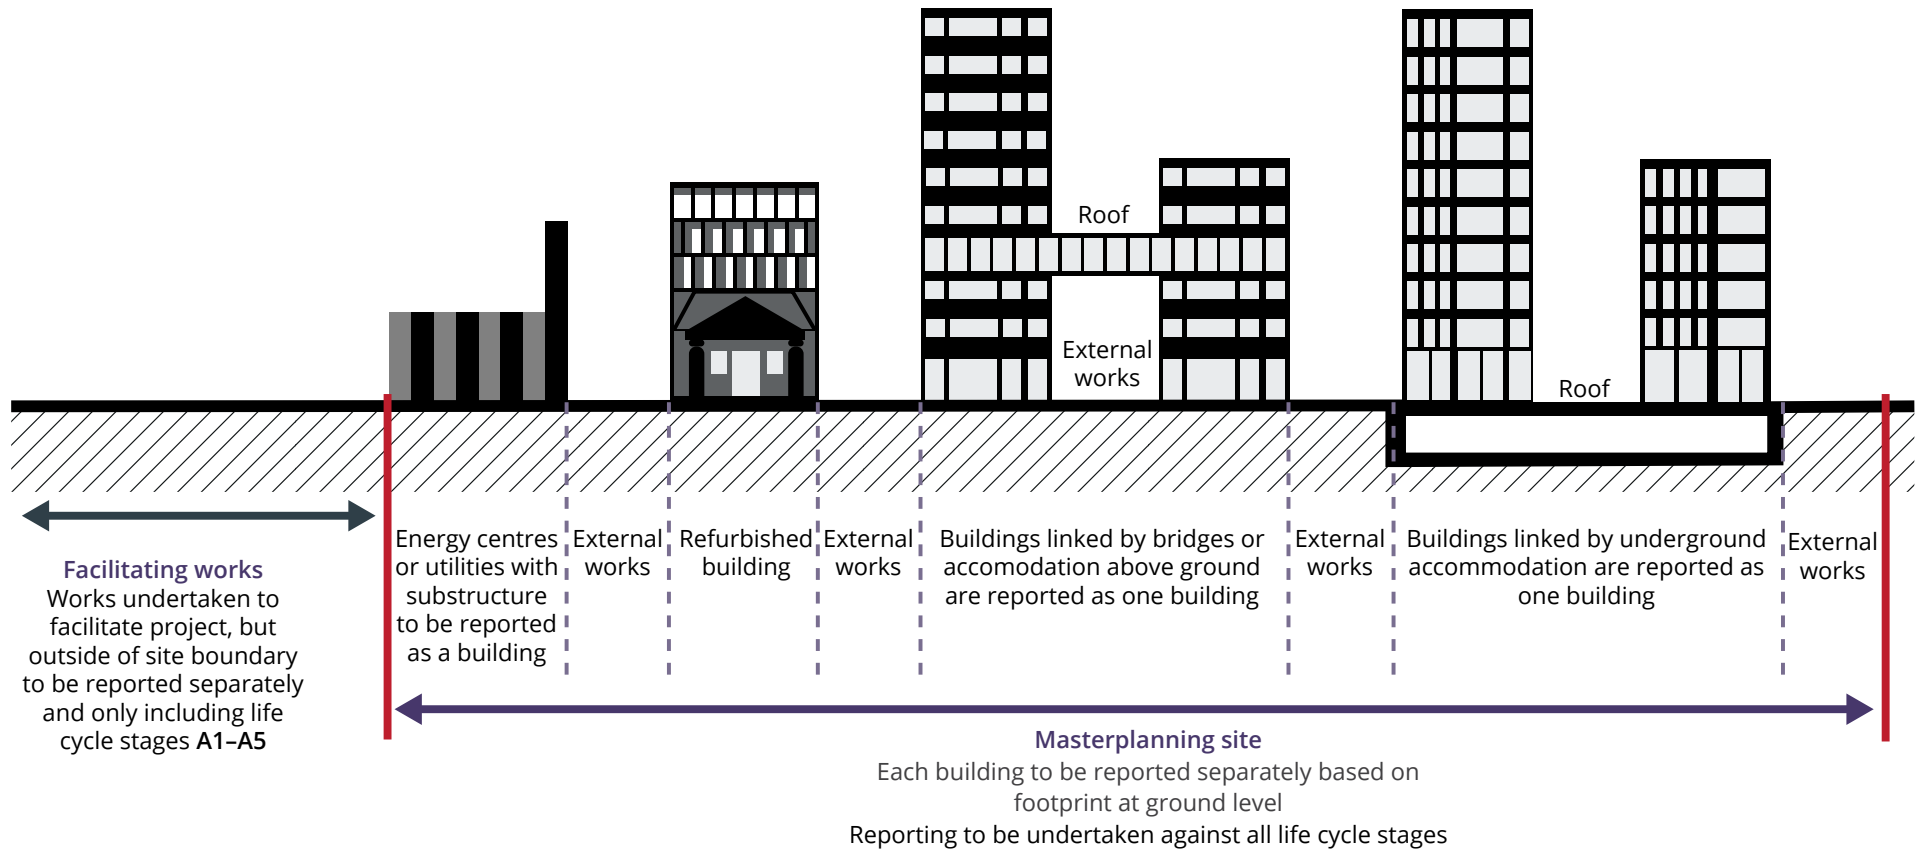 Roof
External
works
Roof
Facilitating works
Works undertaken to
facilitate project, but
outside of site boundary
to be reported separately
and only including life
cycle stages A1–A5
Energy centres
or utilities with
substructure
to be reported
as a building
External
works
Refurbished
building
External
works
Buildings linked by bridges or
accomodation above ground
are reported as one building
External
works
Buildings linked by underground
accommodation are reported as
one building
External
works
Masterplanning site
Each building to be reported separately based on
footprint at ground level
Reporting to be undertaken against all life cycle stages